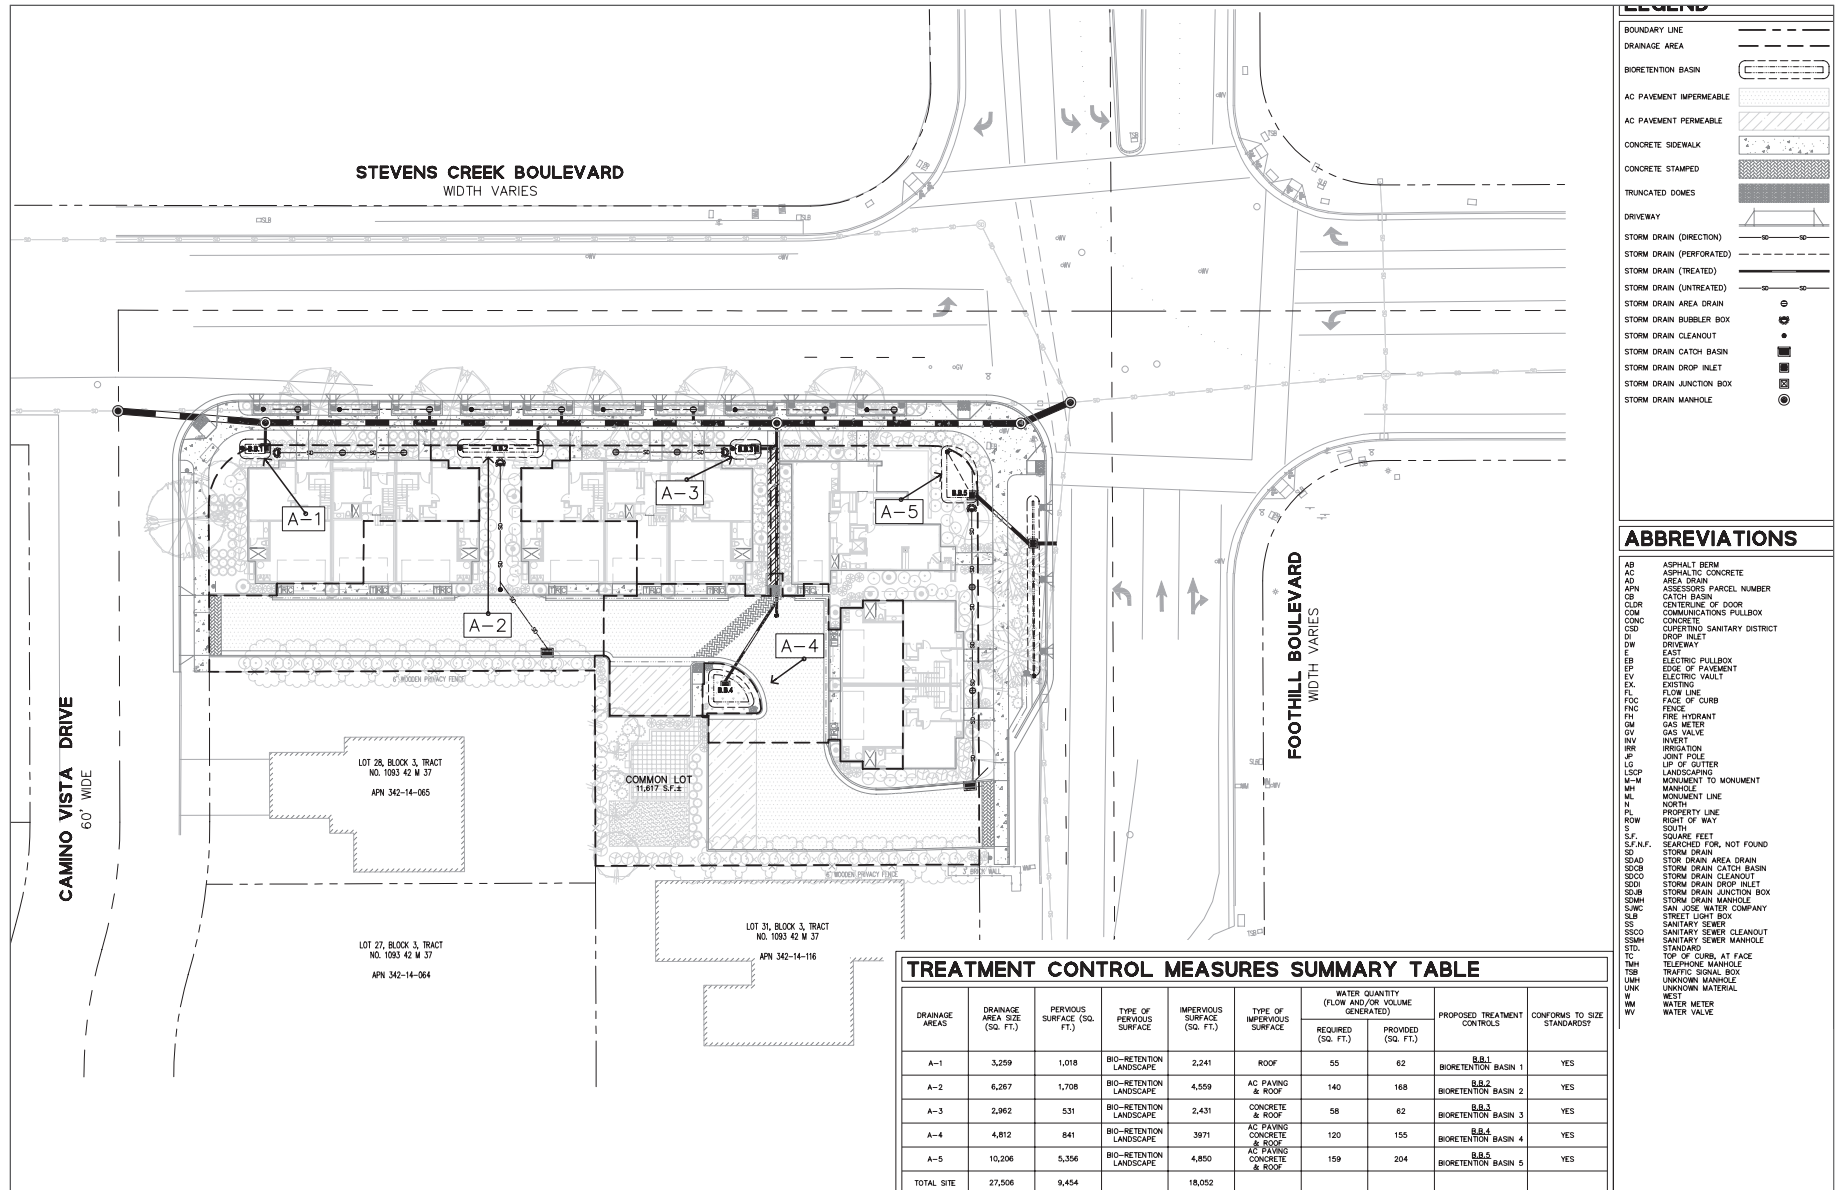 STEVENS CREEK BOULEVARD
WIDTH VARIES
CAMINO VISTA DRIVE
60' WIDE
FOOTHILL BOULEVARD
WIDTH VARIES
A-1
A-2
A-3
A-4
A-5
B.B.1
B.B.2
B.B.3
B.B.4
B.B.5
6' WOODEN PRIVACY FENCE
LOT 28, BLOCK 3, TRACT
NO. 1093 42 M 37
APN 342-14-065
COMMON LOT
11,617 S.F.±
6' WOODEN PRIVACY FENCE
3' BRICK WALL
LOT 27, BLOCK 3, TRACT
NO. 1093 42 M 37
APN 342-14-064
LOT 31, BLOCK 3, TRACT
NO. 1093 42 M 37
APN 342-14-116
LEGEND
BOUNDARY LINE
DRAINAGE AREA
BIORETENTION BASIN
AC PAVEMENT IMPERMEABLE
AC PAVEMENT PERMEABLE
CONCRETE SIDEWALK
CONCRETE STAMPED
TRUNCATED DOMES
DRIVEWAY
STORM DRAIN (DIRECTION) SD SD
STORM DRAIN (PERFORATED)
STORM DRAIN (TREATED)
STORM DRAIN (UNTREATED) SD SD
STORM DRAIN AREA DRAIN
STORM DRAIN BUBBLER BOX
STORM DRAIN CLEANOUT
STORM DRAIN CATCH BASIN
STORM DRAIN DROP INLET
STORM DRAIN JUNCTION BOX
STORM DRAIN MANHOLE
ABBREVIATIONS
AB ASPHALT BERM
AC ASPHALTIC CONCRETE
AD AREA DRAIN
APN ASSESSORS PARCEL NUMBER
CB CATCH BASIN
CLDR CENTERLINE OF DOOR
COM COMMUNICATIONS PULLBOX
CONC CONCRETE
CSD CUPERTINO SANITARY DISTRICT
DI DROP INLET
DW DRIVEWAY
E EAST
EB ELECTRIC PULLBOX
EP EDGE OF PAVEMENT
EV ELECTRIC VAULT
EX. EXISTING
FL FLOW LINE
FOC FACE OF CURB
FNC FENCE
FH FIRE HYDRANT
GM GAS METER
GV GAS VALVE
INV INVERT
IRR IRRIGATION
JP JOINT POLE
LG LIP OF GUTTER
LSCP LANDSCAPING
M-M MONUMENT TO MONUMENT
MH MANHOLE
ML MONUMENT LINE
N NORTH
PL PROPERTY LINE
ROW RIGHT OF WAY
S SOUTH
S.F. SQUARE FEET
S.F.N.F. SEARCHED FOR, NOT FOUND
SD STORM DRAIN
SDAD STOR DRAIN AREA DRAIN
SDCB STORM DRAIN CATCH BASIN
SDCO STORM DRAIN CLEANOUT
SDDI STORM DRAIN DROP INLET
SDJB STORM DRAIN JUNCTION BOX
SDMH STORM DRAIN MANHOLE
SJWC SAN JOSE WATER COMPANY
SLB STREET LIGHT BOX
SS SANITARY SEWER
SSCO SANITARY SEWER CLEANOUT
SSMH SANITARY SEWER MANHOLE
STD. STANDARD
TC TOP OF CURB, AT FACE
TMH TELEPHONE MANHOLE
TSB TRAFFIC SIGNAL BOX
UMH UNKNOWN MANHOLE
UNK UNKNOWN MATERIAL
W WEST
WM WATER METER
WV WATER VALVE
TREATMENT CONTROL MEASURES SUMMARY TABLE
DRAINAGE AREAS
DRAINAGE AREA SIZE (SQ. FT.)
PERVIOUS SURFACE (SQ. FT.)
TYPE OF PERVIOUS SURFACE
IMPERVIOUS SURFACE (SQ. FT.)
TYPE OF IMPERVIOUS SURFACE
WATER QUANTITY (FLOW AND/OR VOLUME GENERATED)
REQUIRED (SQ. FT.)
PROVIDED (SQ. FT.)
PROPOSED TREATMENT CONTROLS
CONFORMS TO SIZE STANDARDS?
A-1 3,259 1,018 BIO-RETENTION LANDSCAPE 2,241 ROOF 55 62 B.B.1 BIORETENTION BASIN 1 YES
A-2 6,267 1,708 BIO-RETENTION LANDSCAPE 4,559 AC PAVING & ROOF 140 168 B.B.2 BIORETENTION BASIN 2 YES
A-3 2,962 531 BIO-RETENTION LANDSCAPE 2,431 CONCRETE & ROOF 58 62 B.B.3 BIORETENTION BASIN 3 YES
A-4 4,812 841 BIO-RETENTION LANDSCAPE 3971 AC PAVING CONCRETE & ROOF 120 155 B.B.4 BIORETENTION BASIN 4 YES
A-5 10,206 5,356 BIO-RETENTION LANDSCAPE 4,850 AC PAVING CONCRETE & ROOF 159 204 B.B.5 BIORETENTION BASIN 5 YES
TOTAL SITE 27,506 9,454 18,052